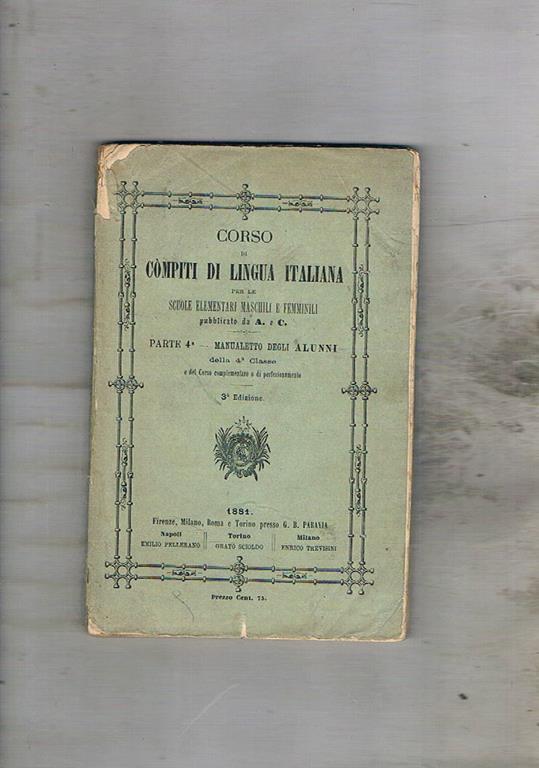 CORSO
DI
CÒMPITI DI LINGUA ITALIANA
PER LE
SCUOLE ELEMENTARI MASCHILI E FEMMINILI
pubblicato da A. e C.
PARTE 4ª — MANUALETTO DEGLI ALUNNI
della 4ª Classe
e del Corso complementare o di perfezionamento
3ª Edizione.
1881.
Firenze, Milano, Roma e Torino presso G. B. PARAVIA
Napoli Torino Milano
EMILIO PELLERANO GRATO SCIOLDO ENRICO TREVISINI
Prezzo Cent. 75.